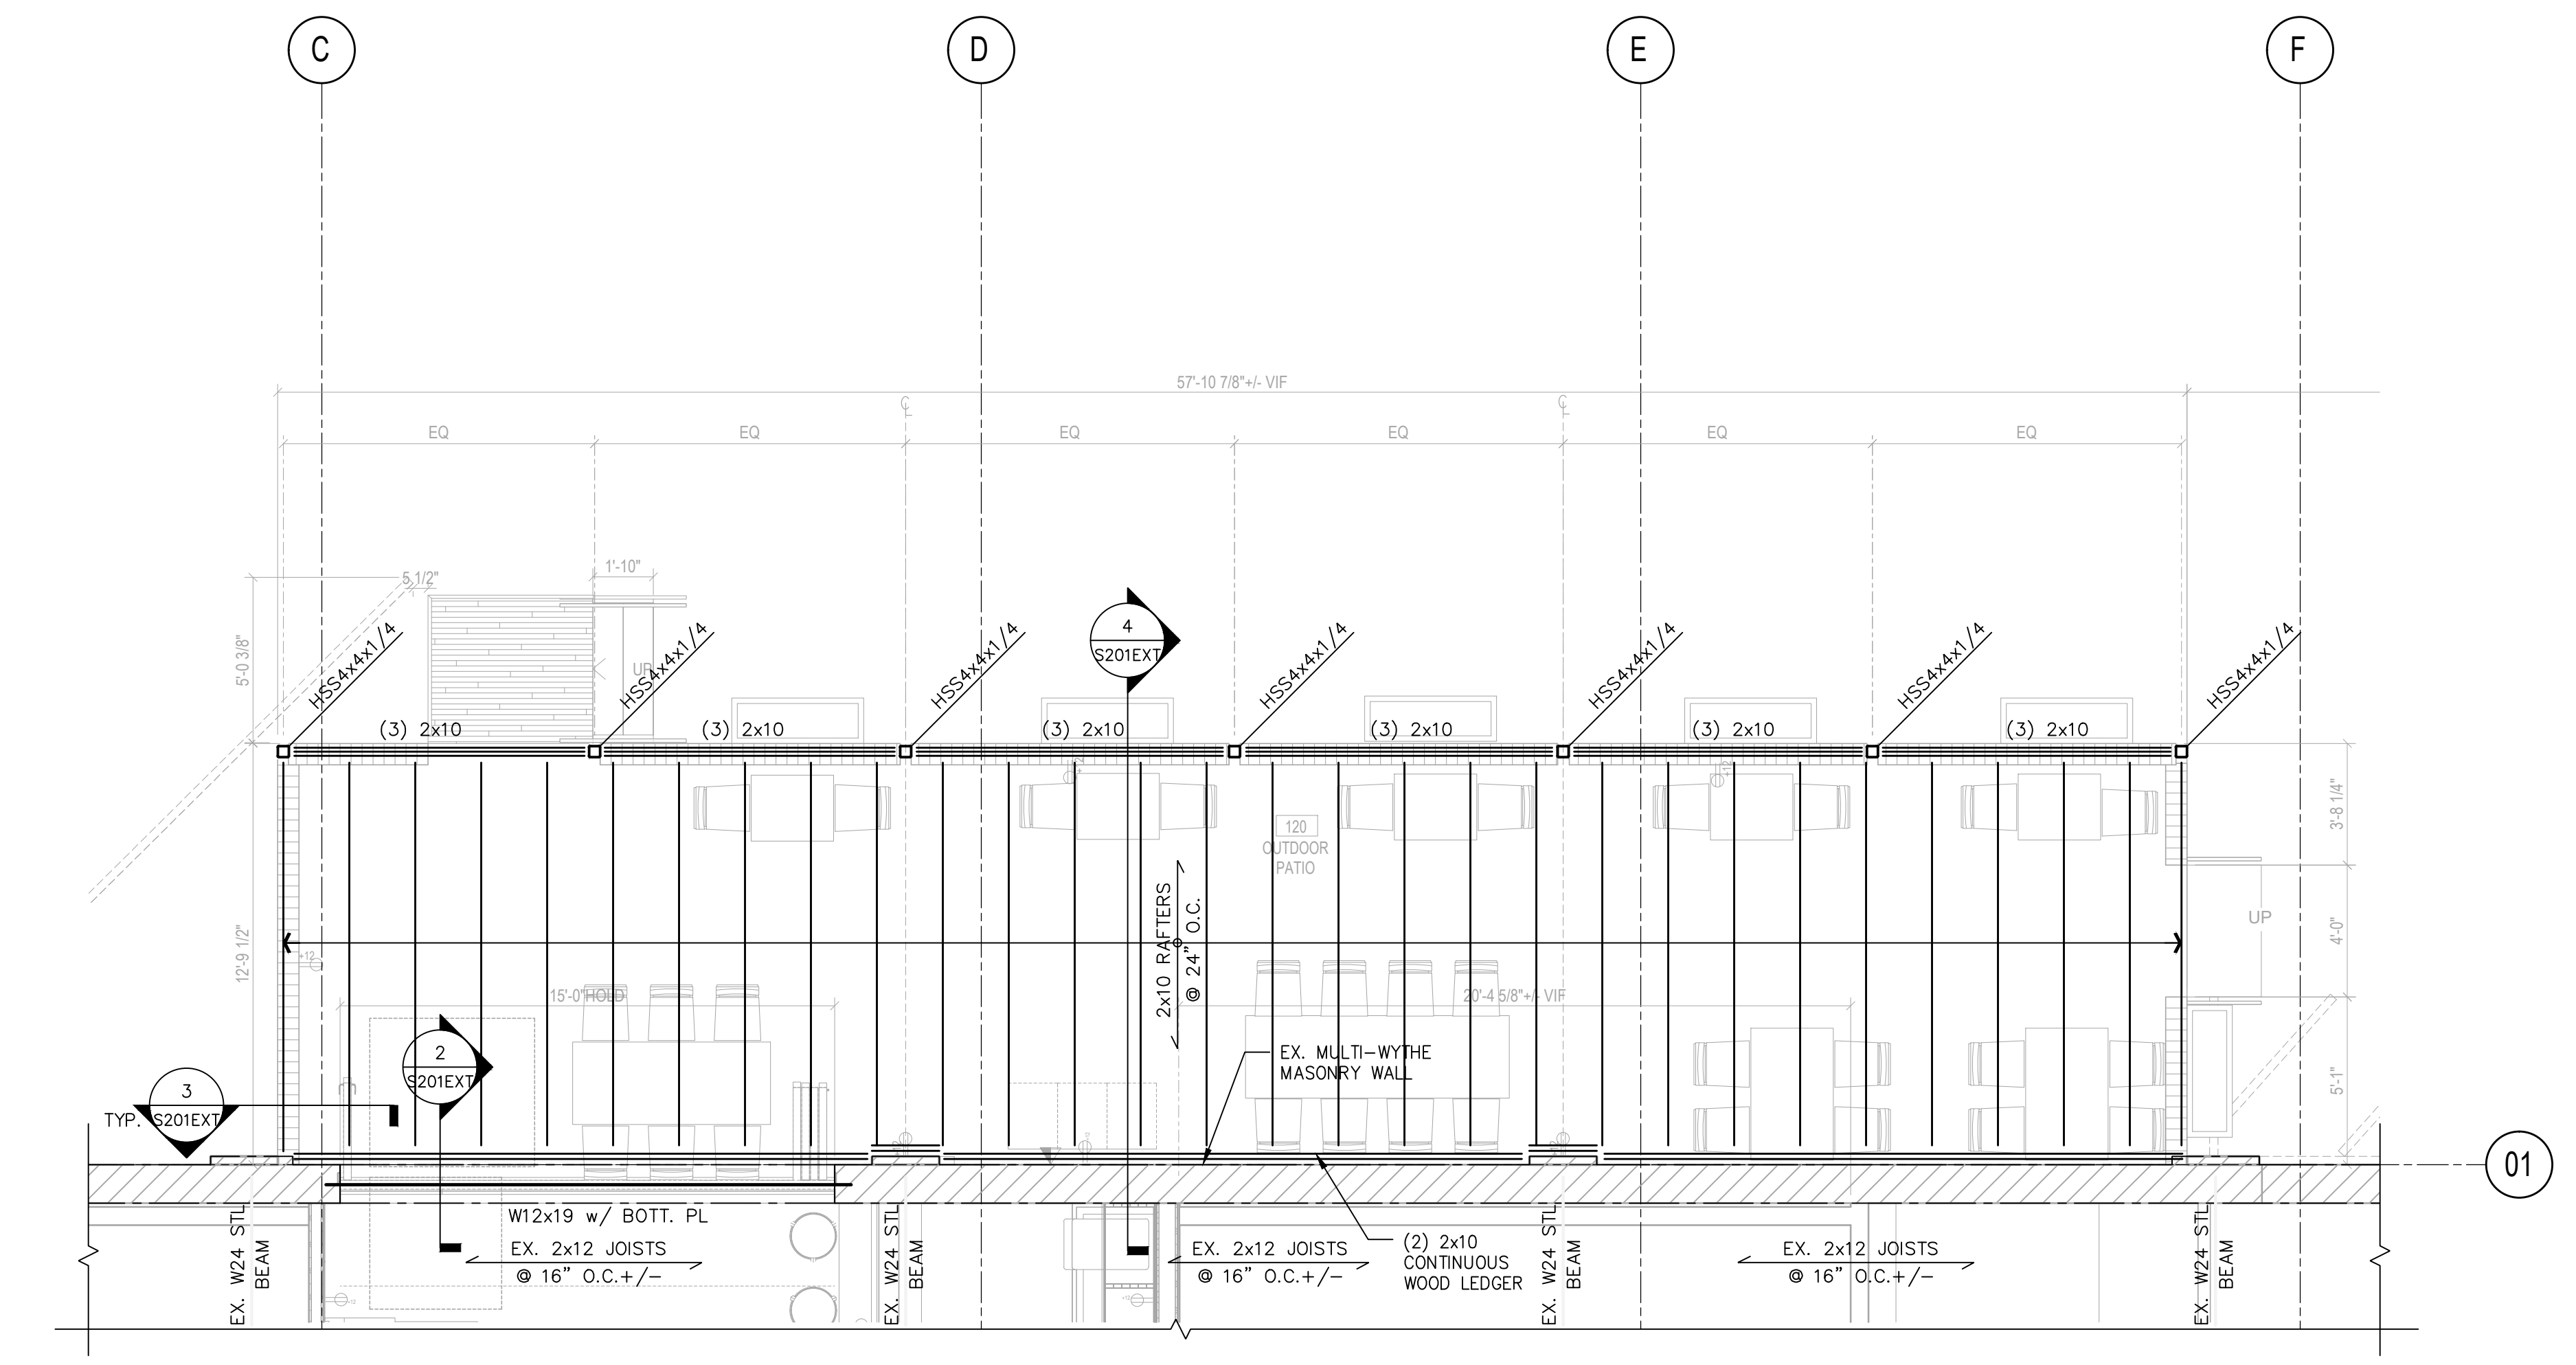 C
D
E
F
57'-10 7/8"+/- VIF
EQ
EQ
EQ
EQ
EQ
EQ
5 1/2"
1'-10"
5'-0 3/8"
UP
HSS4x4x1/4
HSS4x4x1/4
HSS4x4x1/4
HSS4x4x1/4
HSS4x4x1/4
HSS4x4x1/4
HSS4x4x1/4
4
S201EXT
(3) 2x10
(3) 2x10
(3) 2x10
(3) 2x10
(3) 2x10
(3) 2x10
3'-8 1/4"
120
OUTDOOR
PATIO
2x10 RAFTERS
@ 24" O.C.
12'-9 1/2"
+12
UP
4'-0"
15'-0"HOLD
20'-4 5/8"+/- VIF
2
S201EXT
EX. MULTI-WYTHE
MASONRY WALL
5'-1"
TYP.
3
S201EXT
01
EX. W24 STL
BEAM
W12x19 w/ BOTT. PL
EX. 2x12 JOISTS
@ 16" O.C.+/-
EX. W24 STL
BEAM
EX. 2x12 JOISTS
@ 16" O.C.+/-
(2) 2x10
CONTINUOUS
WOOD LEDGER
EX. W24 STL
BEAM
EX. 2x12 JOISTS
@ 16" O.C.+/-
EX. W24 STL
BEAM